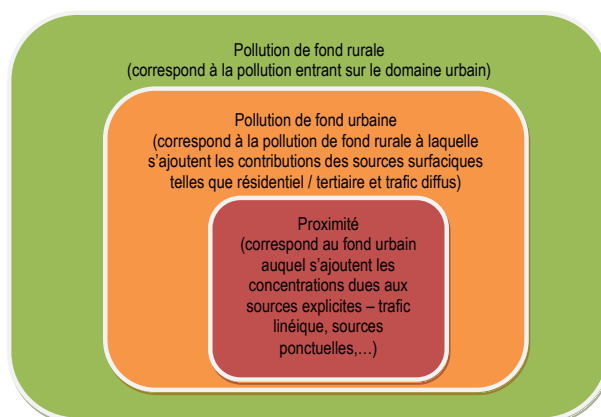 Pollution de fond rurale
(correspond à la pollution entrant sur le domaine urbain)
Pollution de fond urbaine
(correspond à la pollution de fond rurale à laquelle
s'ajoutent les contributions des sources surfaciques
telles que résidentiel / tertiaire et trafic diffus)
Proximité
(correspond au fond urbain
auquel s'ajoutent les
concentrations dues aux
sources explicites – trafic
linéique, sources
ponctuelles,…)